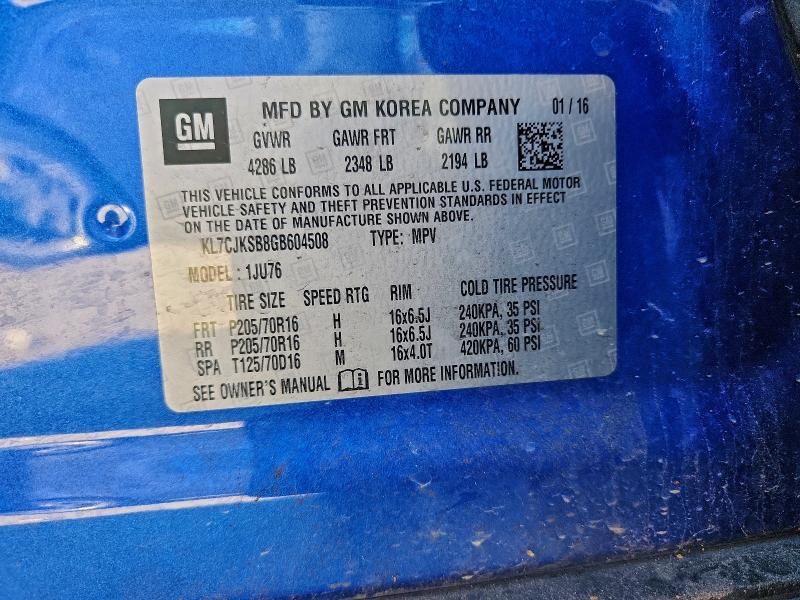 GM MFD BY GM KOREA COMPANY 01 / 16
GVWR GAWR FRT GAWR RR
4286 LB 2348 LB 2194 LB
THIS VEHICLE CONFORMS TO ALL APPLICABLE U.S. FEDERAL MOTOR
VEHICLE SAFETY AND THEFT PREVENTION STANDARDS IN EFFECT
ON THE DATE OF MANUFACTURE SHOWN ABOVE.
KL7CJKSB8GB604508 TYPE: MPV
MODEL : 1JU76
TIRE SIZE SPEED RTG RIM COLD TIRE PRESSURE
FRT P205/70R16 H 16x6.5J 240KPA, 35 PSI
RR P205/70R16 H 16x6.5J 240KPA, 35 PSI
SPA T125/70D16 M 16x4.0T 420KPA, 60 PSI
SEE OWNER'S MANUAL FOR MORE INFORMATION.